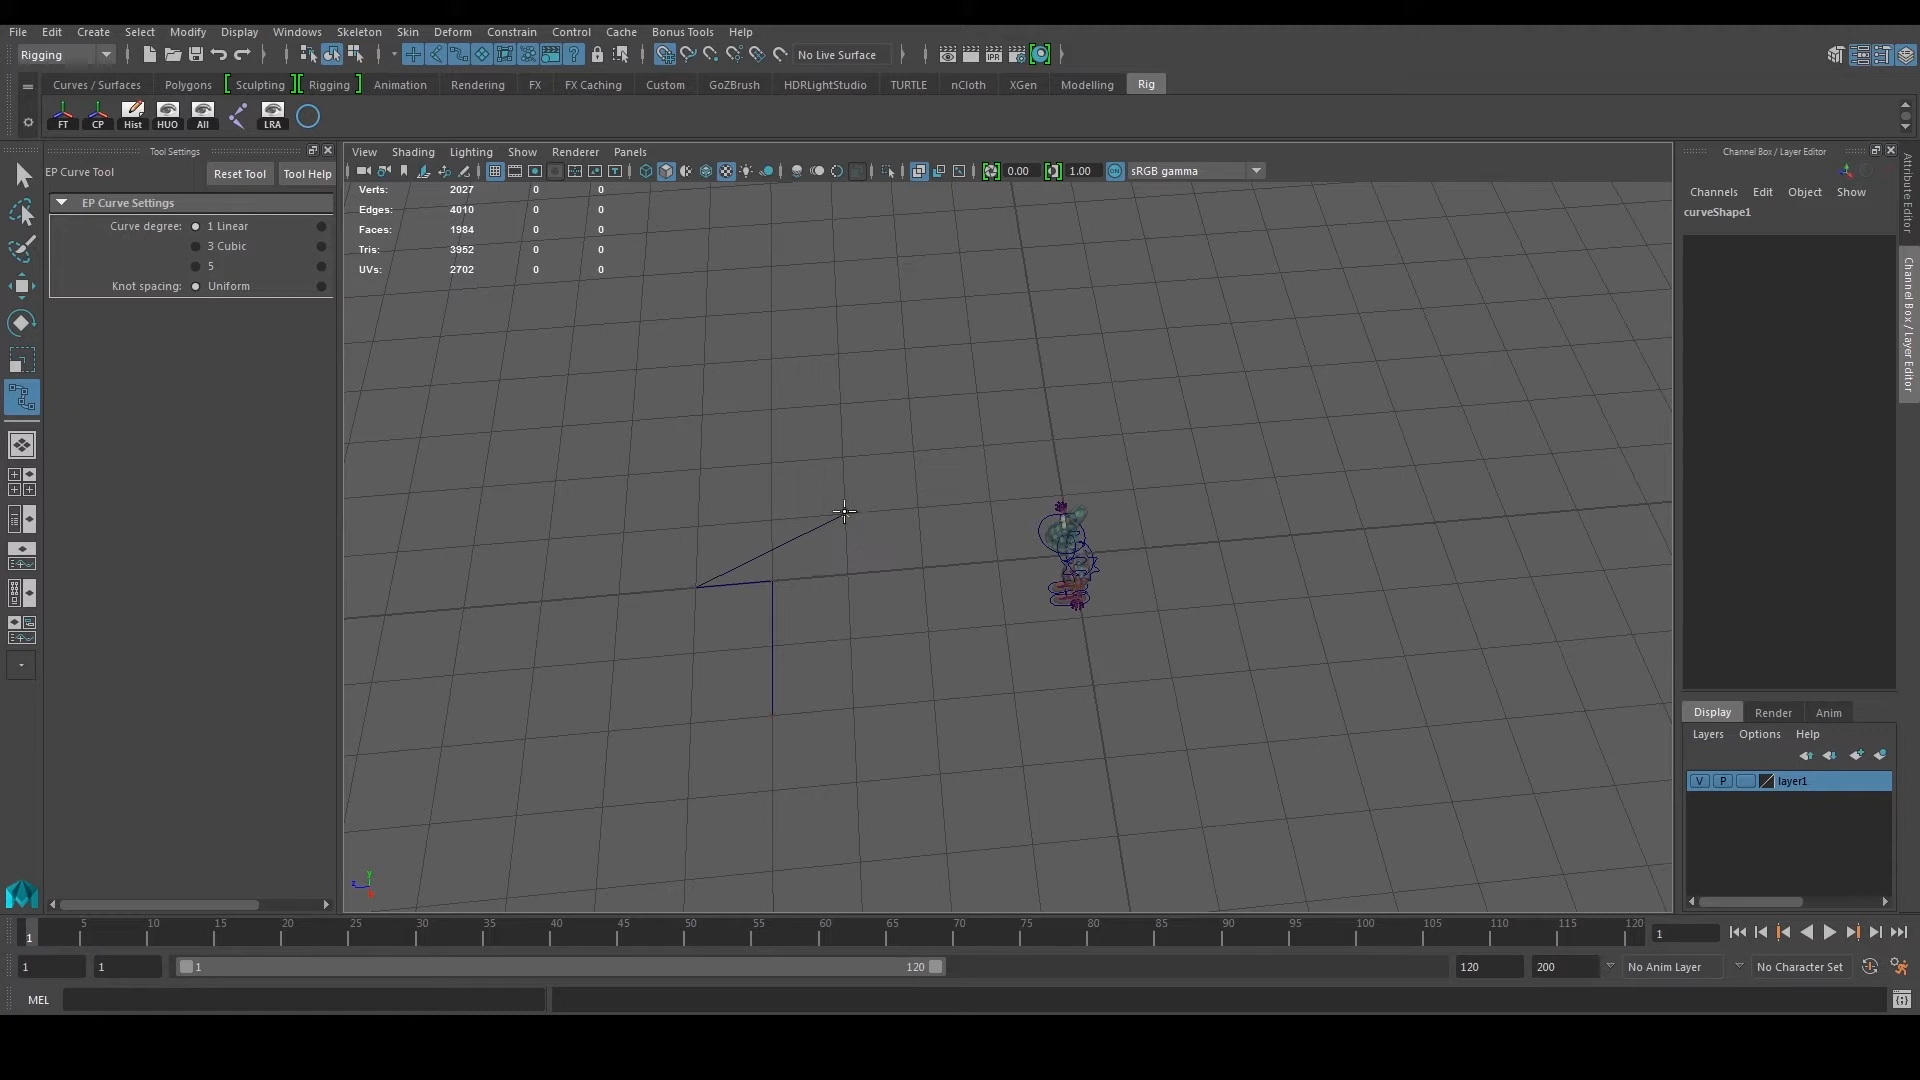 File Edit Create Select Modify Display Windows Skeleton Skin Deform Constrain Control Cache Bonus Tools Help
Rigging No Live Surface
Curves / Surfaces Polygons Sculpting Rigging Animation Rendering FX FX Caching Custom GoZBrush HDRLightStudio TURTLE nCloth XGen Modelling Rig
FT CP Hist HUO All LRA
Tool Settings
EP Curve Tool Reset Tool Tool Help
EP Curve Settings
Curve degree: 1 Linear
3 Cubic
5
Knot spacing: Uniform
View Shading Lighting Show Renderer Panels
0.00 1.00 sRGB gamma
Verts: 2027 0 0
Edges: 4010 0 0
Faces: 1984 0 0
Tris: 3952 0 0
UVs: 2702 0 0
y
z
Channel Box / Layer Editor
Channels Edit Object Show
curveShape1
Attribute Editor
Channel Box / Layer Editor
Display Render Anim
Layers Options Help
V P layer1
1 5 10 15 20 25 30 35 40 45 50 55 60 65 70 75 80 85 90 95 100 105 110 115 120
1
1 1 1 120 120 200 No Anim Layer No Character Set
MEL